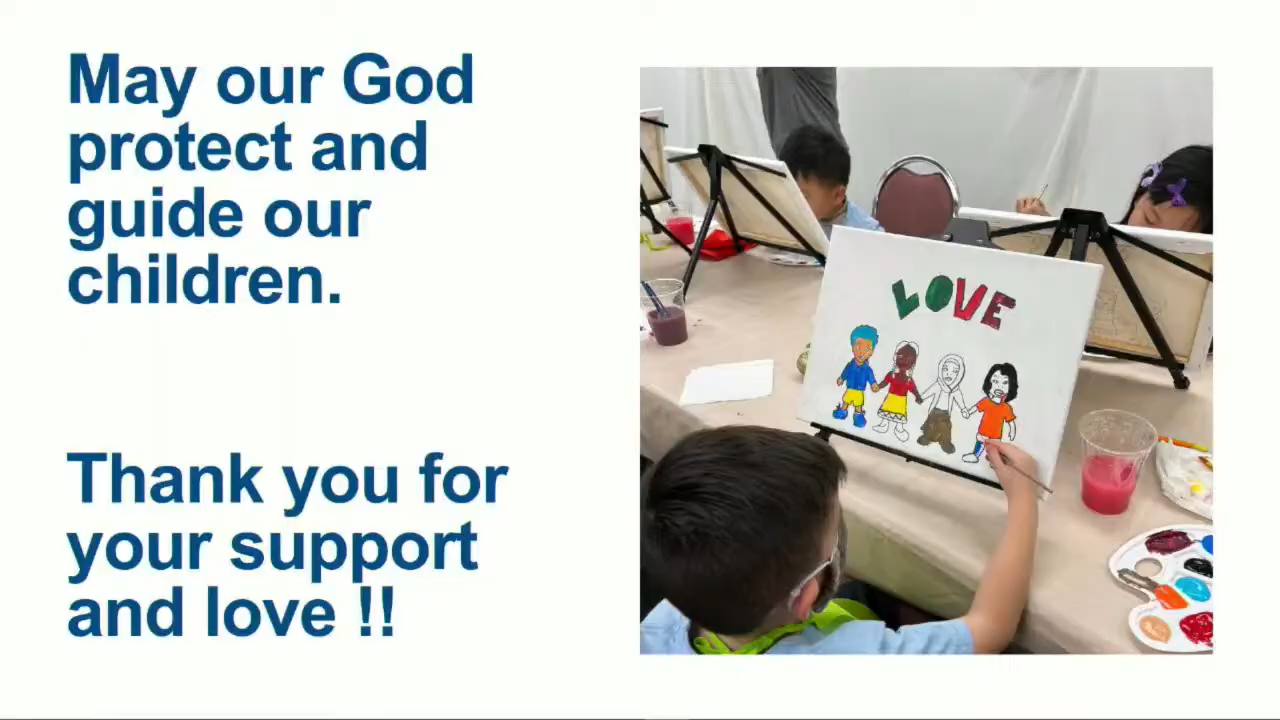 May our God
protect and
guide our
children.
Thank you for
your support
and love !!
LOVE